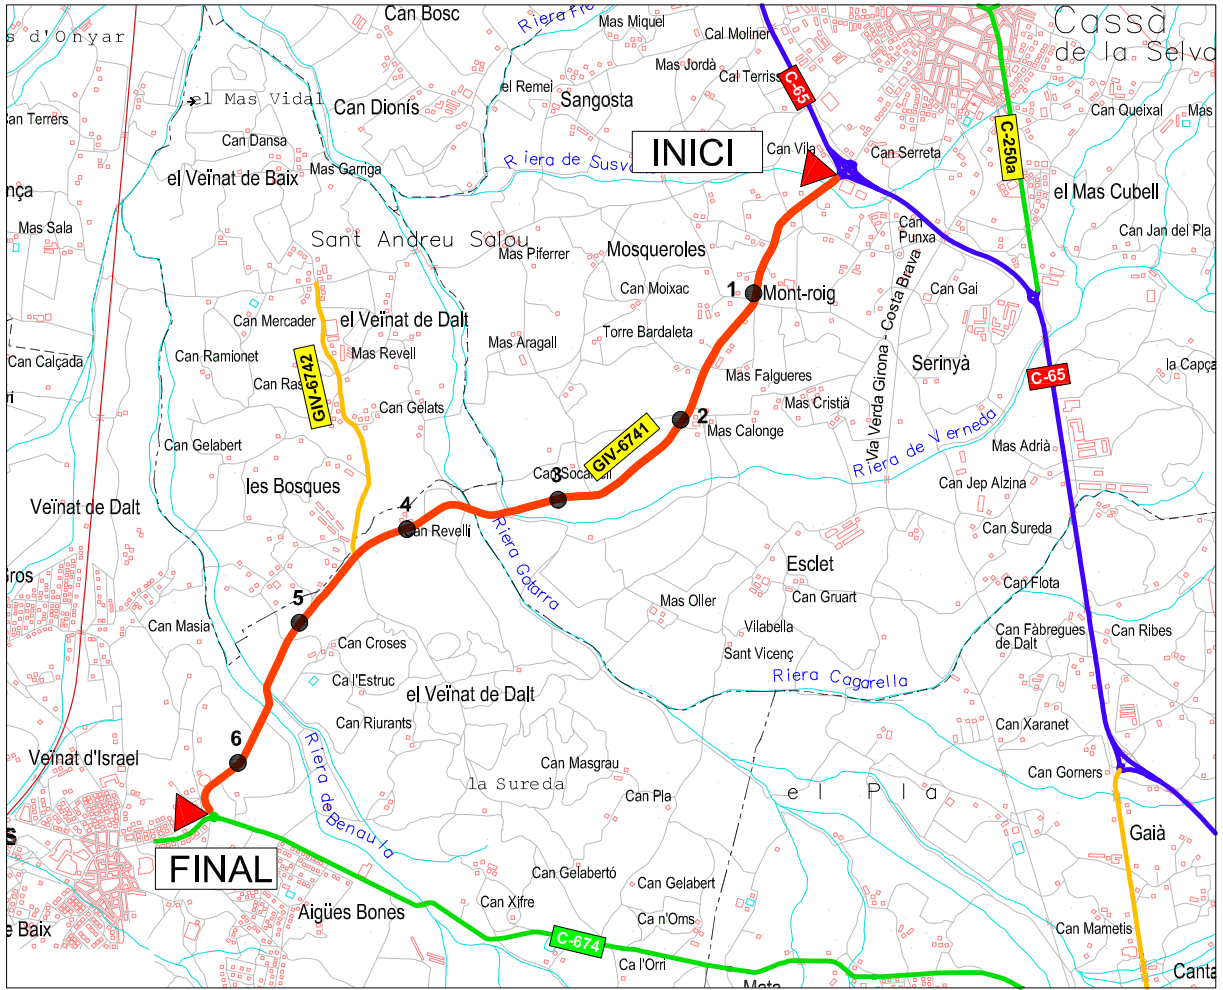 Can Bosc
Riera
Mas Miquel
Cal Moliner
Cassà
de la Selva
s d'Onyar
Mas Jordà
Cal Terriss
C-65
el Remei
Sangosta
el Mas Vidal
Can Dionís
Can Queixal
Mas
Can Terrers
C-250a
Can Dansa
INICI
Can Vila
Can Serreta
Mas Garriga
Riera de
el Veïnat de Baix
el Mas Cubell
Mas Sala
Can
Punxa
Can Jan del Pla
Sant Andreu Salou
Mas Piferrer
Mosqueroles
Can Moixac
1
Mont-roig
Can Gai
Via Verda Girona - Costa Brava
Can Mercader
el Veïnat de Dalt
Torre Bardaleta
Mas Aragall
Can Ramionet
Mas Revell
Can Calçada
GIV-6742
Serinyà
C-65
Mas Falgueres
Can Gelats
Mas Cristià
2
Mas Calonge
Riera de Verneda
Can Gelabert
GIV-6741
Mas Adrià
3
les Bosques
Can Jep Alzina
Veïnat de Dalt
4
Can Revellí
Can Sureda
Riera Gotarra
Esclet
Can Flota
5
Mas Oller
Can Gruart
Can Masia
Vilabella
Can Fàbregues
de Dalt
Can Ribes
Can Croses
Sant Vicenç
Ca l'Estruc
Riera Cagarella
el Veïnat de Dalt
Can Riurants
Can Xaranet
6
Veïnat d'Israel
Riera de Benaula
Can Masgrau
Can Gorners
la Sureda
Can Pla
el Pla
Gaià
FINAL
Can Gelabertó
Can Gelabert
Aigües Bones
Can Xifre
Ca n'Oms
Can Mametis
e Baix
C-674
Ca l'Orri